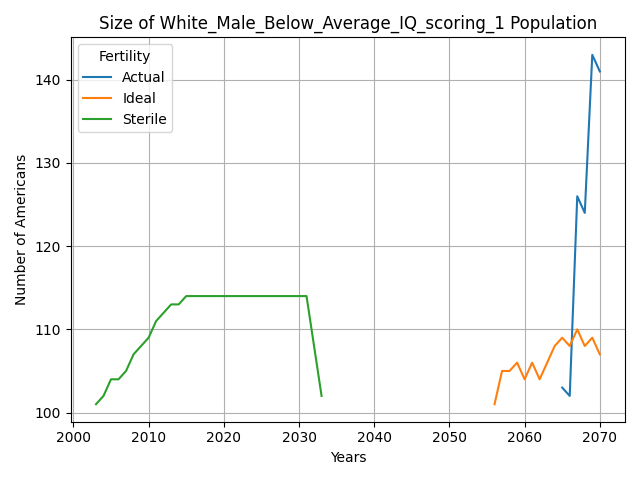 Size of White_Male_Below_Average_IQ_scoring_1 Population
Fertility
Actual
Ideal
Sterile
Number of Americans
140
130
120
110
100
2000 2010 2020 2030 2040 2050 2060 2070
Years